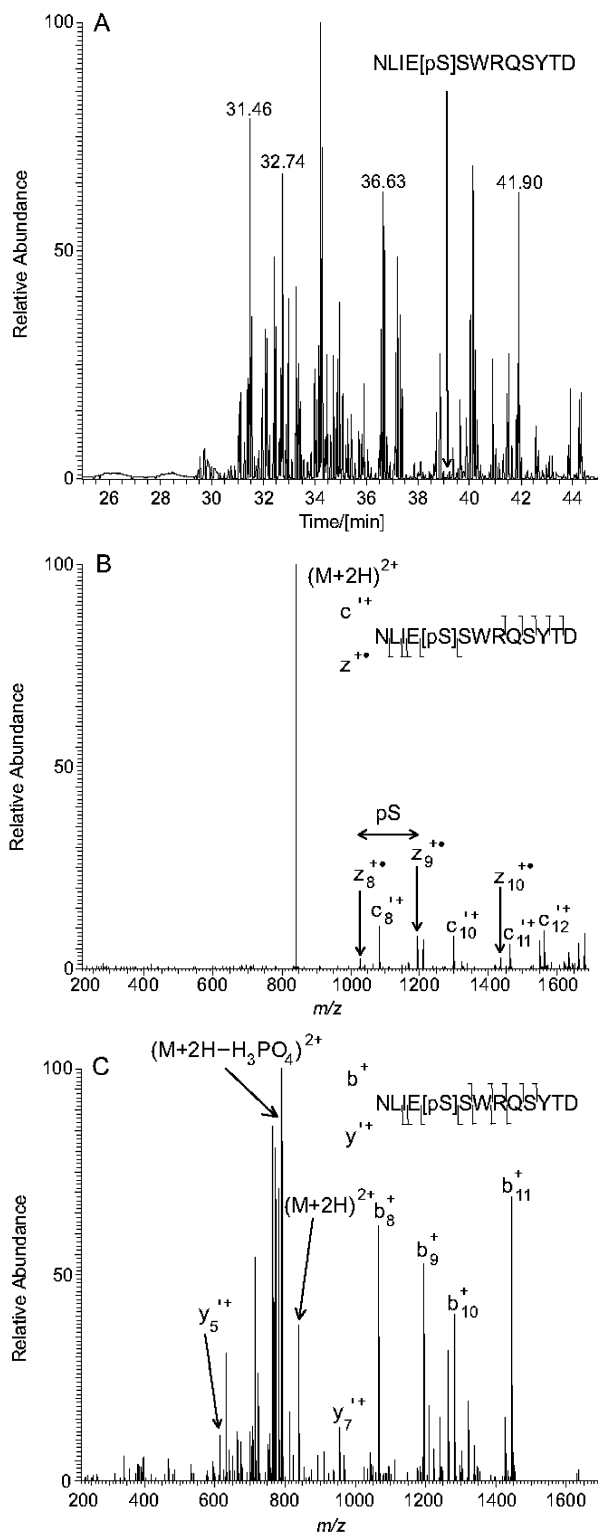 A
NLIE[pS]SWRQSYTD
31.46
32.74
36.63
41.90
100
50
0
Relative Abundance
26 28 30 32 34 36 38 40 42 44
Time/[min]
B
(M+2H)²⁺
c'⁺
NLIE[pS]SWRQSYTD
z⁺•
pS
z₈⁺•
z₉⁺•
z₁₀⁺•
c₈'⁺
c₁₀'⁺
c₁₁'⁺
c₁₂'⁺
100
50
0
Relative Abundance
200 400 600 800 1000 1200 1400 1600
m/z
C
(M+2H−H₃PO₄)²⁺
b⁺
NLIE[pS]SWRQSYTD
y'⁺
(M+2H)²⁺
b₈⁺
b₉⁺
b₁₀⁺
b₁₁⁺
y₅'⁺
y₇'⁺
100
50
0
Relative Abundance
200 400 600 800 1000 1200 1400 1600
m/z